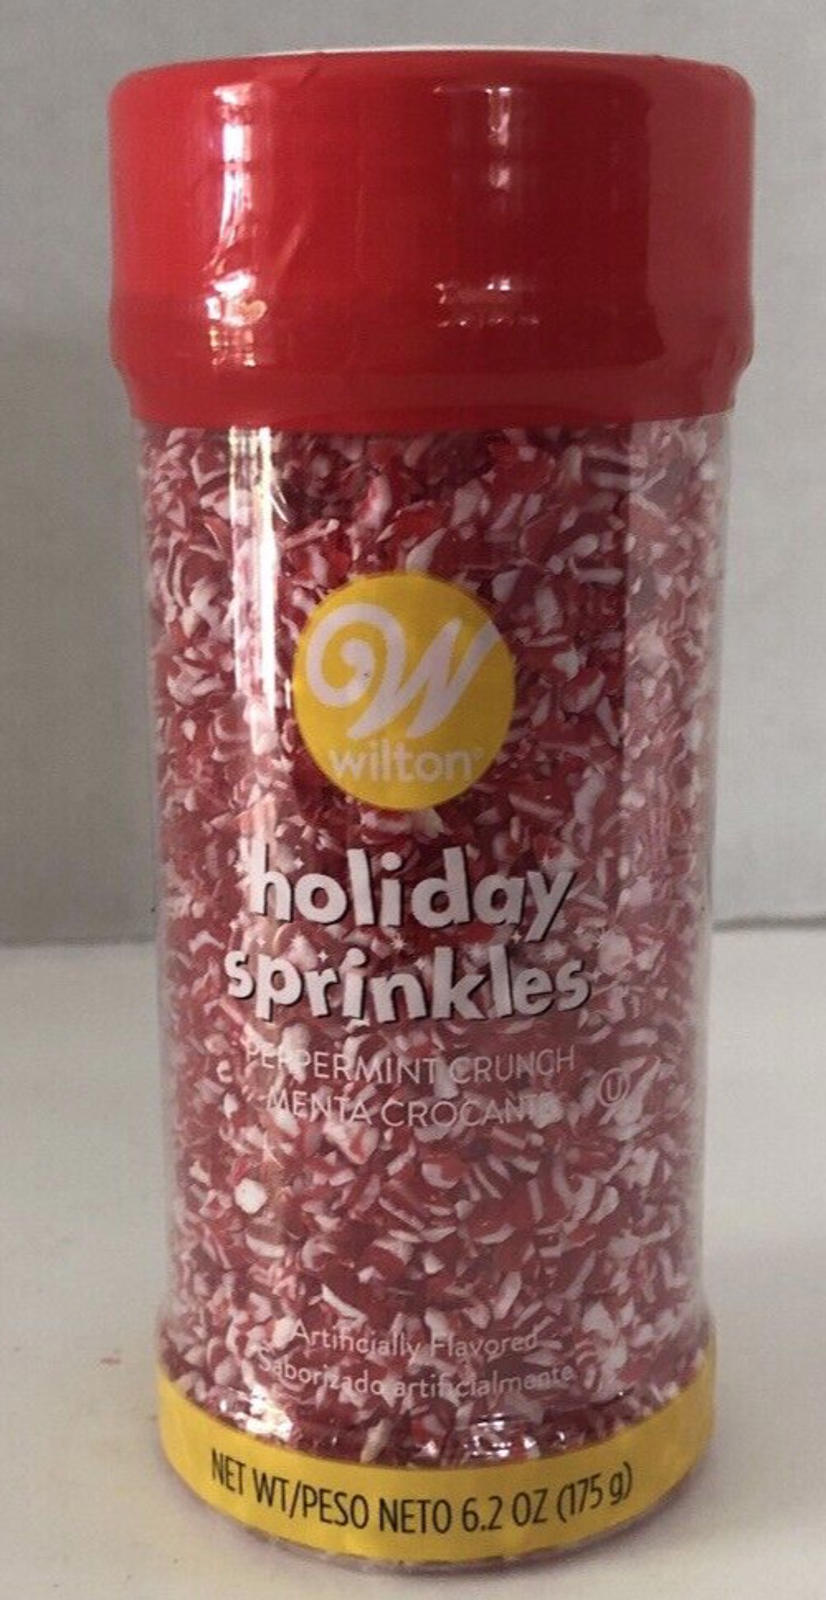 W
wilton®
holiday
sprinkles
PEPPERMINT CRUNCH
MENTA CROCANTE
U
Artificially Flavored
Saborizado artificialmente
NET WT/PESO NETO 6.2 OZ (175 g)